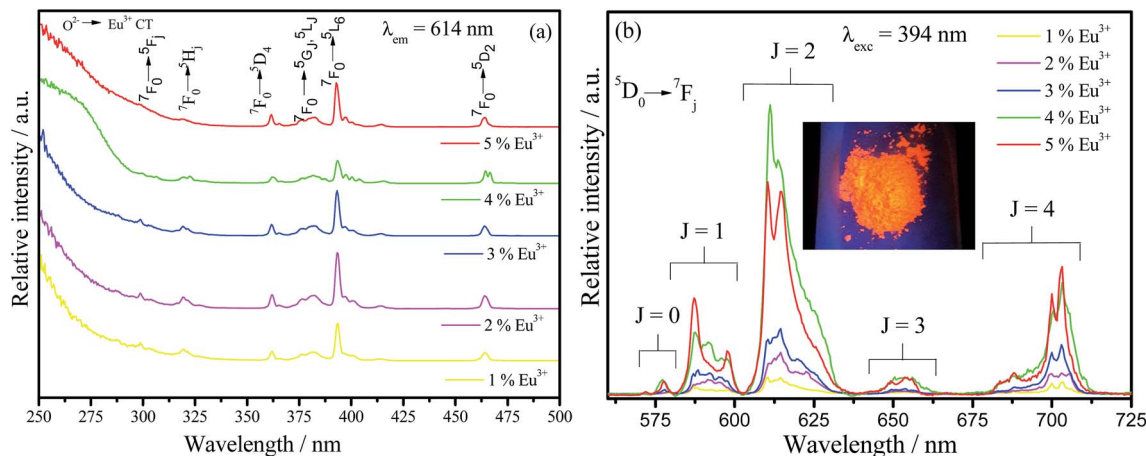 O²⁻ → Eu³⁺ CT
⁷F₀→⁵Fⱼ
⁷F₀→⁵Hⱼ
⁷F₀→⁵D₄
⁷F₀→⁵G_J, ⁵L_J
⁷F₀→⁵L₆
⁷F₀→⁵D₂
λem = 614 nm
(a)
5 % Eu³⁺
4 % Eu³⁺
3 % Eu³⁺
2 % Eu³⁺
1 % Eu³⁺
Relative intensity / a.u.
250 275 300 325 350 375 400 425 450 475 500
Wavelength / nm
(b)
λexc = 394 nm
⁵D₀→⁷Fⱼ
J = 0
J = 1
J = 2
J = 3
J = 4
1 % Eu³⁺
2 % Eu³⁺
3 % Eu³⁺
4 % Eu³⁺
5 % Eu³⁺
Relative intensity / a.u.
575 600 625 650 675 700 725
Wavelength / nm